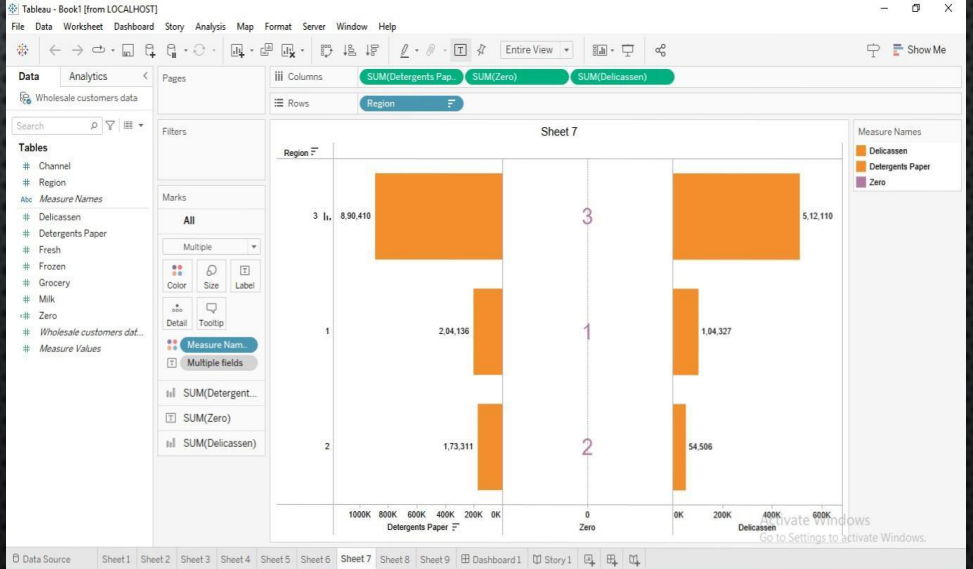 Tableau - Book1 [from LOCALHOST]
File Data Worksheet Dashboard Story Analysis Map Format Server Window Help
Entire View
Show Me
Data Analytics
Wholesale customers data
Search
Tables
Channel
Region
Abc Measure Names
Delicassen
Detergents Paper
Fresh
Frozen
Grocery
Milk
Zero
Wholesale customers dat...
Measure Values
Pages
Filters
Marks
All
Multiple
Color Size Label
Detail Tooltip
Measure Nam..
Multiple fields
SUM(Detergent...
SUM(Zero)
SUM(Delicassen)
Columns SUM(Detergents Pap.. SUM(Zero) SUM(Delicassen)
Rows Region
Sheet 7
Region
3 8,90,410 3 5,12,110
1 2,04,136 1 1,04,327
2 1,73,311 2 54,506
1000K 800K 600K 400K 200K 0K 0 0K 200K 400K 600K
Detergents Paper Zero Delicassen
Measure Names
Delicassen
Detergents Paper
Zero
Activate Windows
Go to Settings to activate Windows.
Data Source Sheet 1 Sheet 2 Sheet 3 Sheet 4 Sheet 5 Sheet 6 Sheet 7 Sheet 8 Sheet 9 Dashboard 1 Story 1